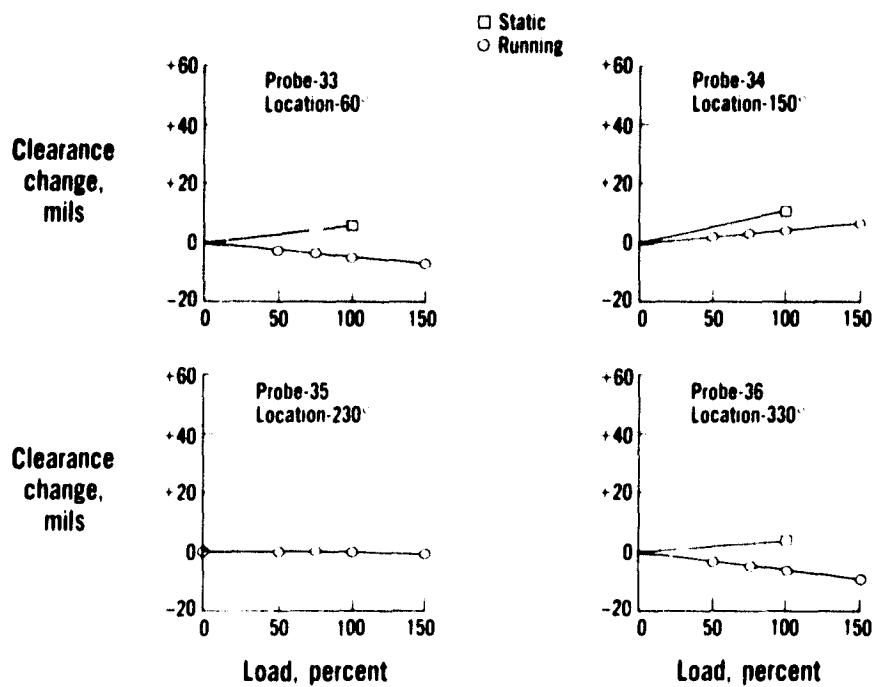 Static
Running
+60
+40
+20
0
-20
0 50 100 150
Probe-33
Location-60°
Clearance
change,
mils
+60
+40
+20
0
-20
0 50 100 150
Probe-34
Location-150°
+60
+40
+20
0
-20
0 50 100 150
Probe-35
Location-230°
Clearance
change,
mils
Load, percent
+60
+40
+20
0
-20
0 50 100 150
Probe-36
Location-330°
Load, percent